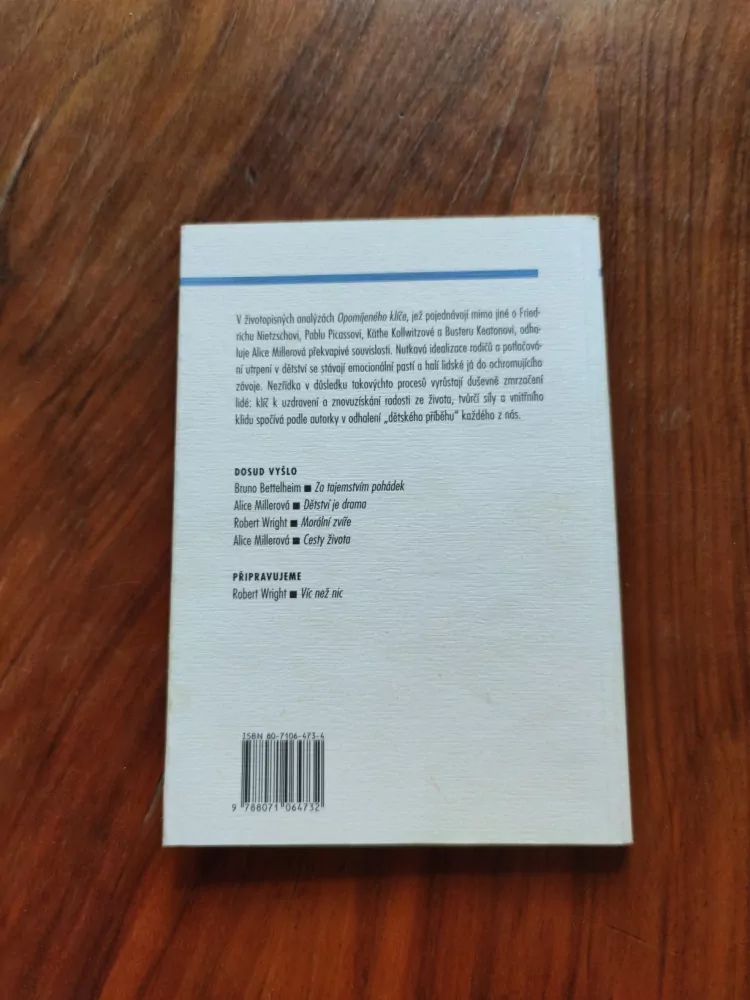 V životopisných analýzách Opomíjeného klíče, jež pojednávají mimo jiné o Fried-
richu Nietzschovi, Pablu Picassovi, Käthe Kollwitzové a Busteru Keatonovi, odha-
luje Alice Millerová překvapivé souvislosti. Nutkavá idealizace rodičů a potlačová-
ní utrpení v dětství se stávají emocionální pastí a halí lidské já do ochromujícího
závoje. Nezřídka v důsledku takovýchto procesů vyrůstají duševně zmrzačení
lidé: klíč k uzdravení a znovuzískání radosti ze života, tvůrčí síly a vnitřního
klidu spočívá podle autorky v odhalení „dětského příběhu" každého z nás.
DOSUD VYŠLO
Bruno Bettelheim ■ Za tajemstvím pohádek
Alice Millerová ■ Dětství je drama
Robert Wright ■ Morální zvíře
Alice Millerová ■ Cesty života
PŘIPRAVUJEME
Robert Wright ■ Víc než nic
ISBN 80-7106-473-4
9 788071 064732